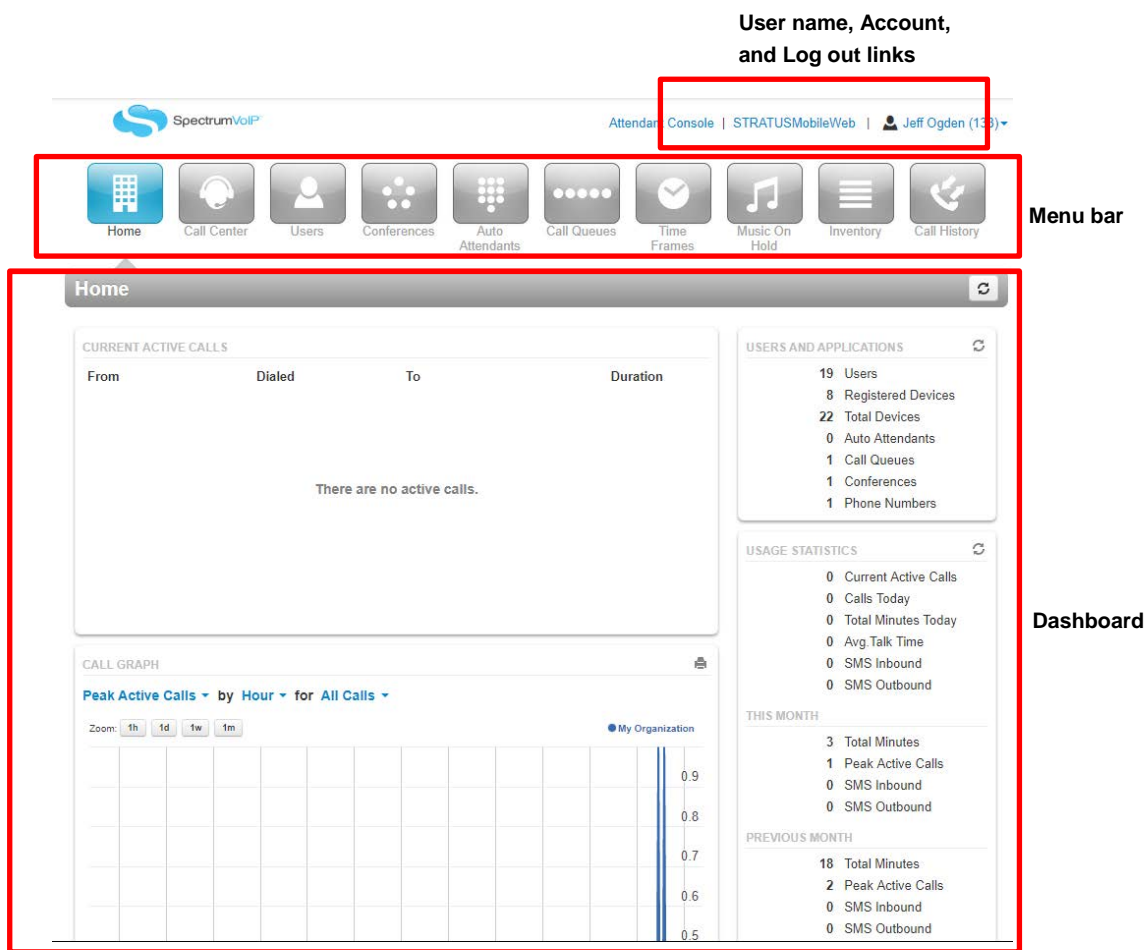 User name, Account,
and Log out links
SpectrumVoIP
Attendant Console | STRATUSMobileWeb | Jeff Ogden (133)
Home
Call Center
Users
Conferences
Auto
Attendants
Call Queues
Time
Frames
Music On
Hold
Inventory
Call History
Menu bar
Home
CURRENT ACTIVE CALLS
From Dialed To Duration
There are no active calls.
USERS AND APPLICATIONS
19 Users
8 Registered Devices
22 Total Devices
0 Auto Attendants
1 Call Queues
1 Conferences
1 Phone Numbers
USAGE STATISTICS
0 Current Active Calls
0 Calls Today
0 Total Minutes Today
0 Avg.Talk Time
0 SMS Inbound
0 SMS Outbound
THIS MONTH
3 Total Minutes
1 Peak Active Calls
0 SMS Inbound
0 SMS Outbound
PREVIOUS MONTH
18 Total Minutes
2 Peak Active Calls
0 SMS Inbound
0 SMS Outbound
Dashboard
CALL GRAPH
Peak Active Calls by Hour for All Calls
Zoom: 1h 1d 1w 1m
My Organization
0.9
0.8
0.7
0.6
0.5